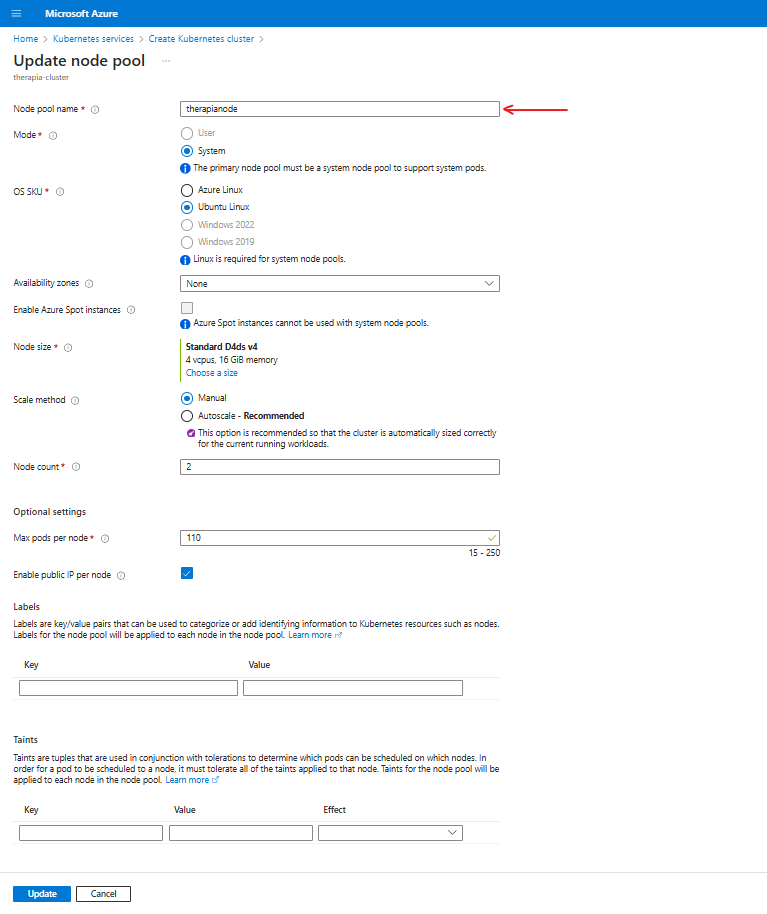 Microsoft Azure
Home > Kubernetes services > Create Kubernetes cluster >
Update node pool ...
therapia-cluster
Node pool name * therapianode
Mode * User
System
The primary node pool must be a system node pool to support system pods.
OS SKU * Azure Linux
Ubuntu Linux
Windows 2022
Windows 2019
Linux is required for system node pools.
Availability zones None
Enable Azure Spot instances
Azure Spot instances cannot be used with system node pools.
Node size * Standard D4ds v4
4 vcpus, 16 GiB memory
Choose a size
Scale method Manual
Autoscale - Recommended
This option is recommended so that the cluster is automatically sized correctly
for the current running workloads.
Node count * 2
Optional settings
Max pods per node * 110
15 - 250
Enable public IP per node
Labels
Labels are key/value pairs that can be used to categorize or add identifying information to Kubernetes resources such as nodes.
Labels for the node pool will be applied to each node in the node pool. Learn more
Key Value
Taints
Taints are tuples that are used in conjunction with tolerations to determine which pods can be scheduled on which nodes. In
order for a pod to be scheduled to a node, it must tolerate all of the taints applied to that node. Taints for the node pool will be
applied to each node in the node pool. Learn more
Key Value Effect
Update Cancel